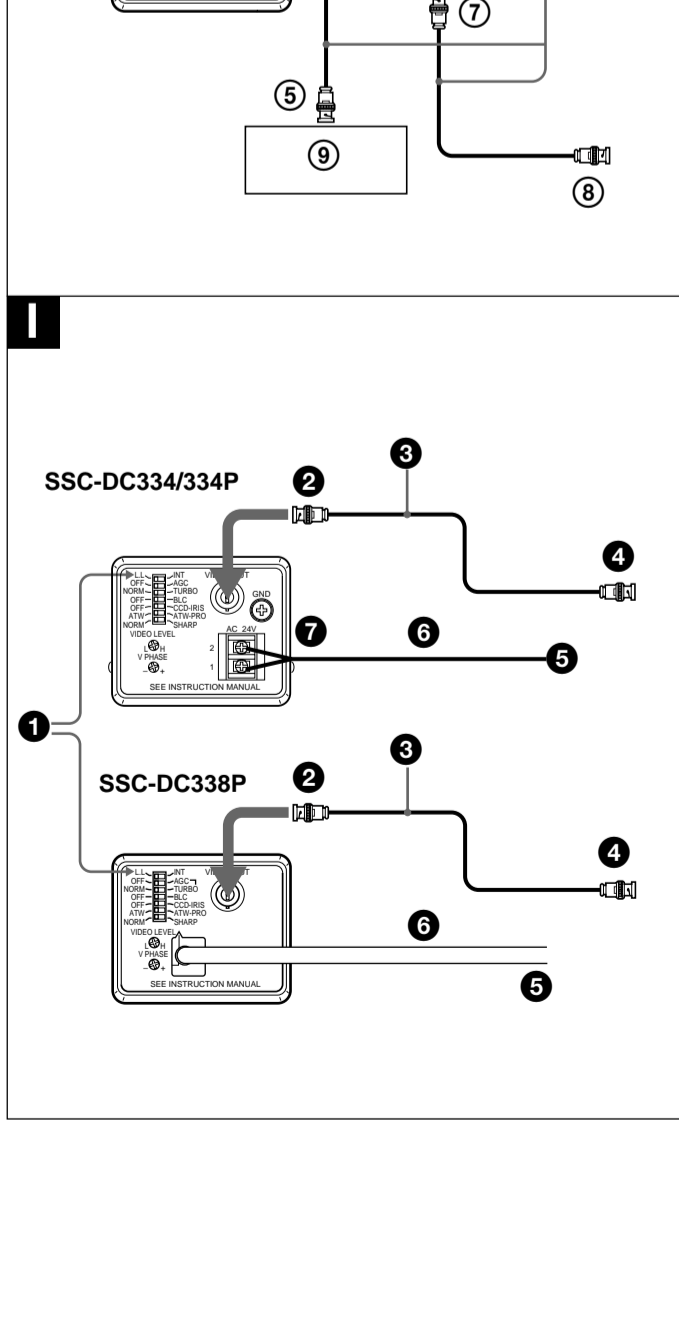 ⑦
⑤
⑨
⑧
I
SSC-DC334/334P
❷
❸
❹
L.L INT
OFF AGC
NORM TURBO
OFF BLC
OFF CCD-IRIS
ATW ATW-PRO
NORM SHARP
VIDEO LEVEL
L H
V PHASE
– +
GND
AC 24V
2
1
SEE INSTRUCTION MANUAL
❼
❻
❺
❶
SSC-DC338P
❷
❸
❹
L.L INT
OFF AGC
NORM TURBO
OFF BLC
OFF CCD-IRIS
ATW ATW-PRO
NORM SHARP
VIDEO LEVEL
L H
V PHASE
– +
SEE INSTRUCTION MANUAL
❻
❺